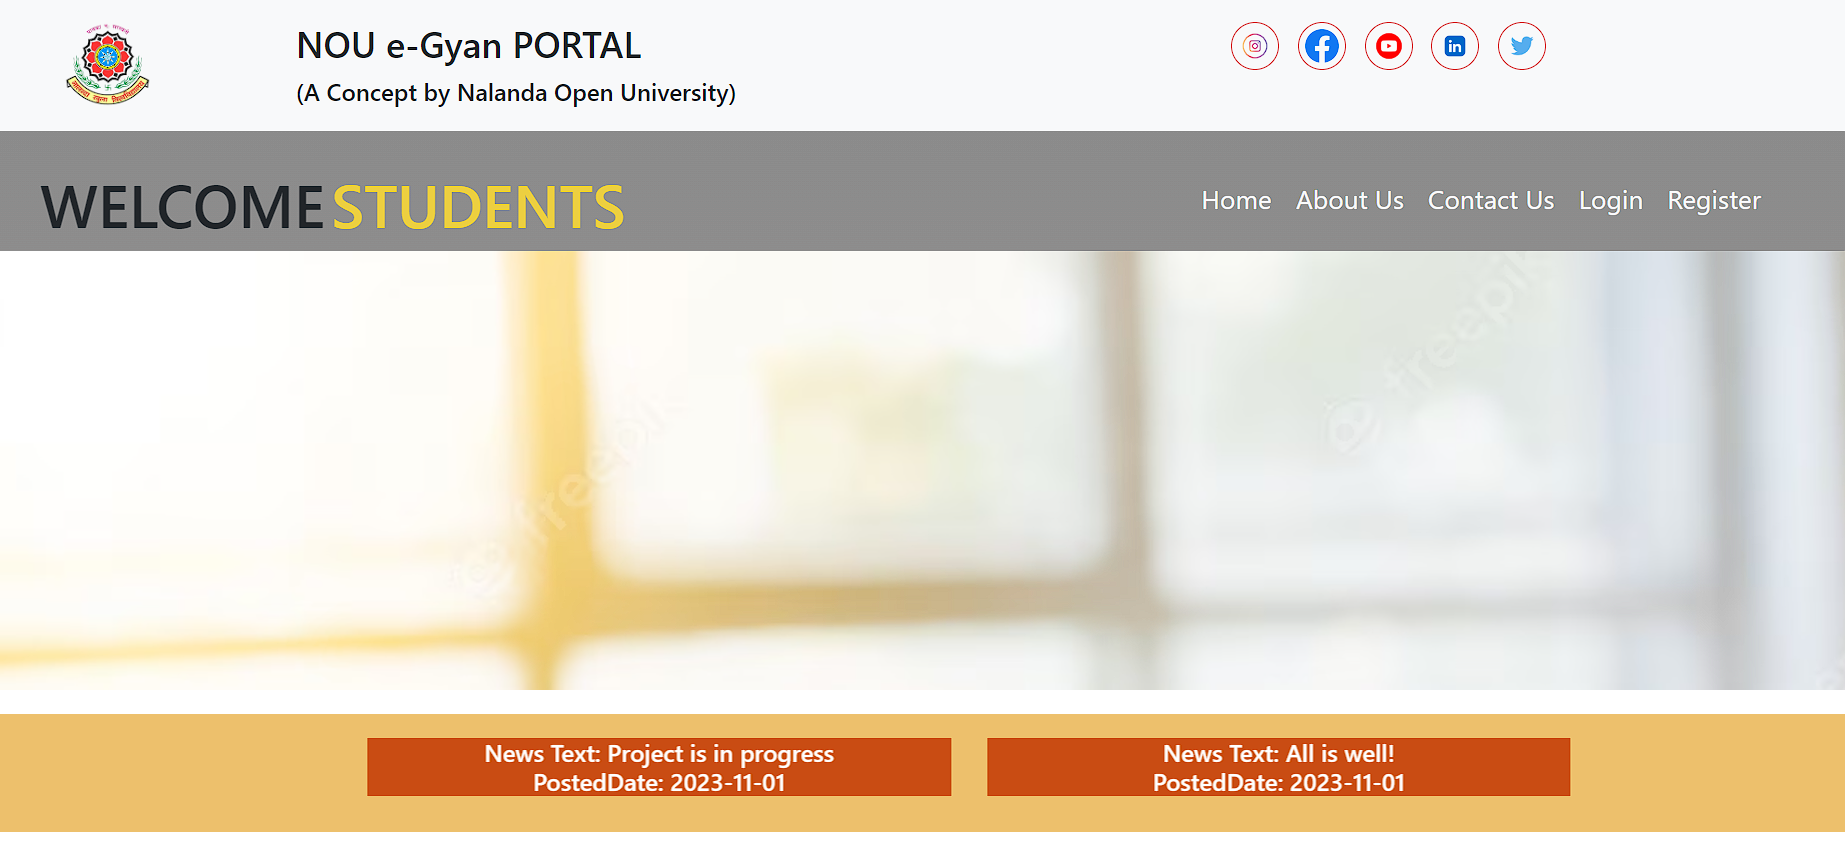 NOU e-Gyan PORTAL
(A Concept by Nalanda Open University)
WELCOME STUDENTS
Home About Us Contact Us Login Register
freepik
freepik
News Text: Project is in progress
PostedDate: 2023-11-01
News Text: All is well!
PostedDate: 2023-11-01